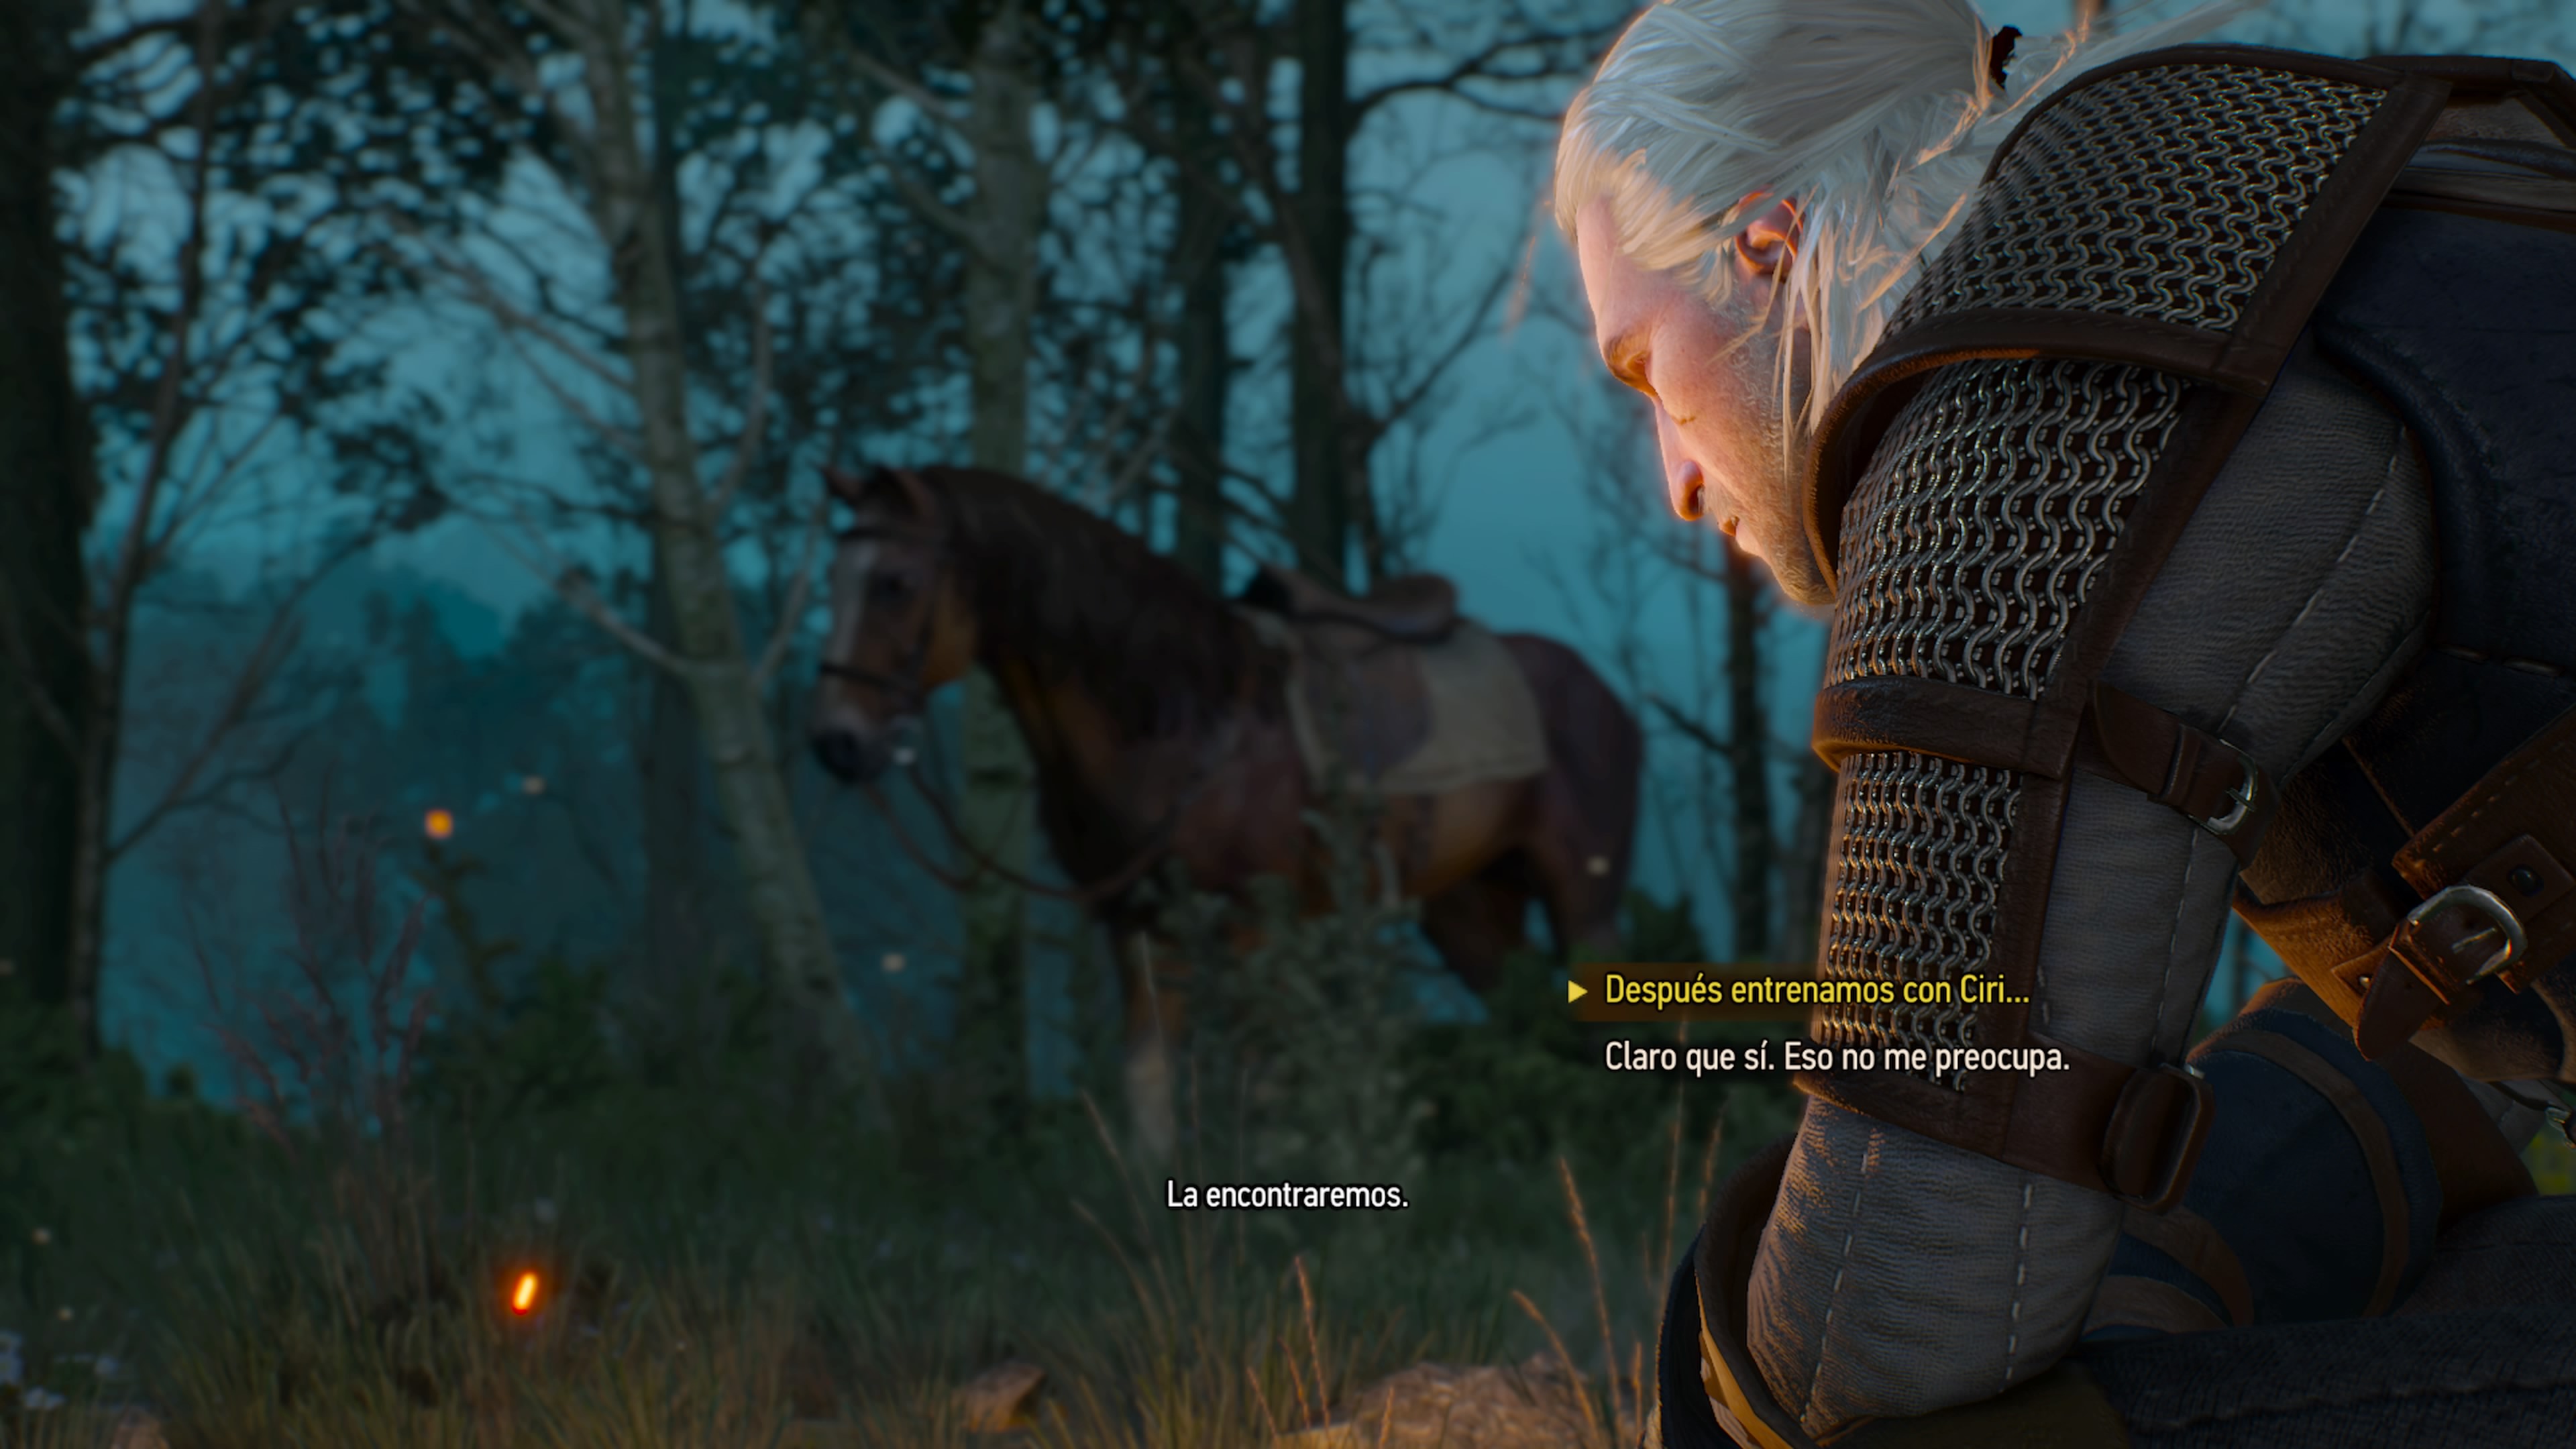 Después entrenamos con Ciri...
Claro que sí. Eso no me preocupa.
La encontraremos.